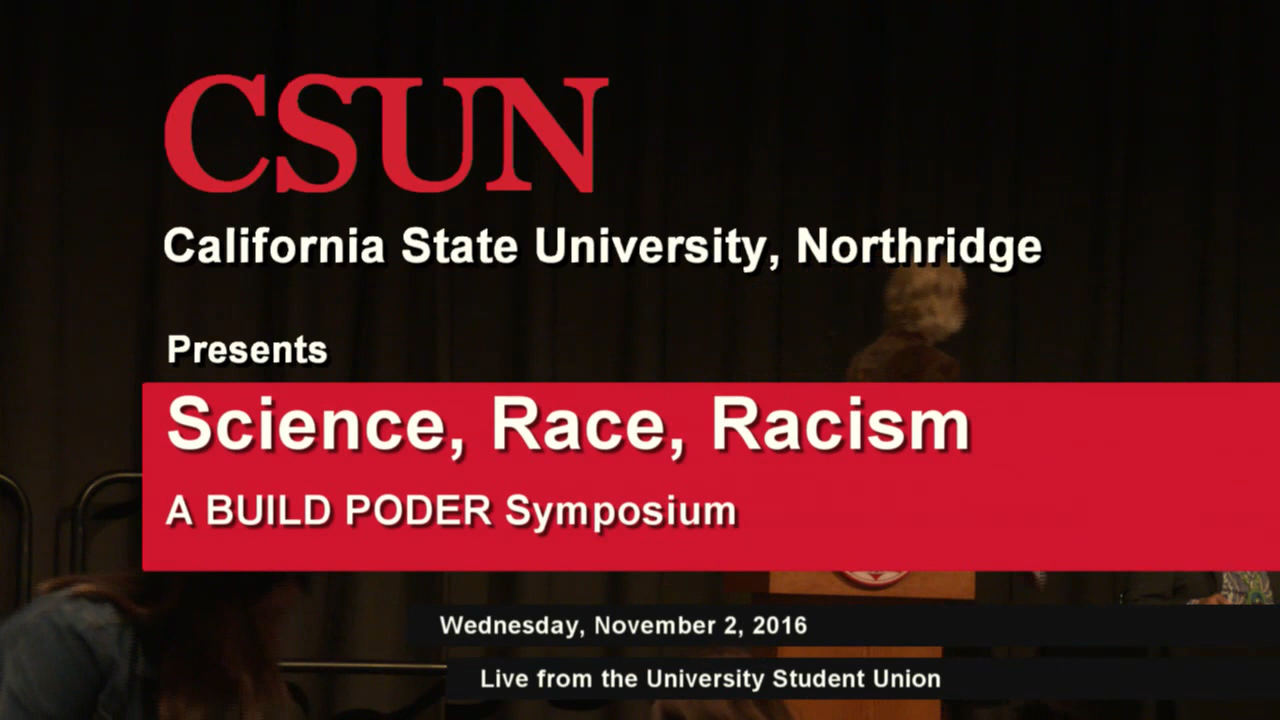 CSUN
California State University, Northridge
Presents
Science, Race, Racism
A BUILD PODER Symposium
Wednesday, November 2, 2016
Live from the University Student Union